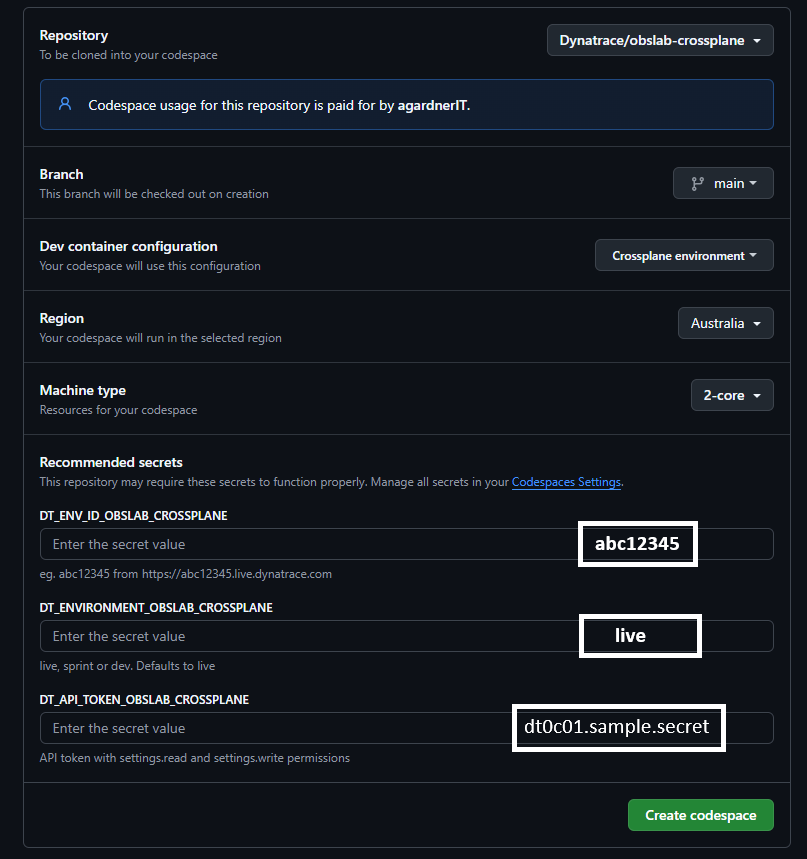 Repository
To be cloned into your codespace
Dynatrace/obslab-crossplane
Codespace usage for this repository is paid for by agardnerIT.
Branch
This branch will be checked out on creation
main
Dev container configuration
Your codespace will use this configuration
Crossplane environment
Region
Your codespace will run in the selected region
Australia
Machine type
Resources for your codespace
2-core
Recommended secrets
This repository may require these secrets to function properly. Manage all secrets in your Codespaces Settings.
DT_ENV_ID_OBSLAB_CROSSPLANE
Enter the secret value
abc12345
eg. abc12345 from https://abc12345.live.dynatrace.com
DT_ENVIRONMENT_OBSLAB_CROSSPLANE
Enter the secret value
live
live, sprint or dev. Defaults to live
DT_API_TOKEN_OBSLAB_CROSSPLANE
Enter the secret value
dt0c01.sample.secret
API token with settings.read and settings.write permissions
Create codespace